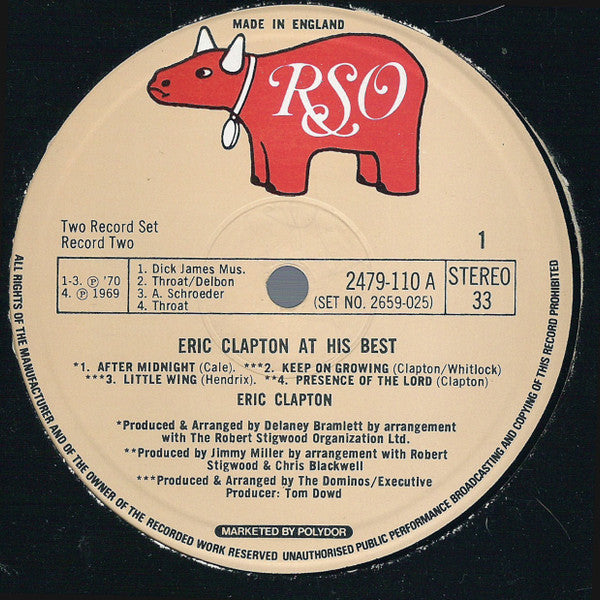 MADE IN ENGLAND
RSO
Two Record Set
Record Two
1
1-3. ℗ '70
4. ℗ 1969
1. Dick James Mus.
2. Throat/Delbon
3. A. Schroeder
4. Throat
2479-110 A
(SET NO. 2659-025)
STEREO
33
ERIC CLAPTON AT HIS BEST
*1. AFTER MIDNIGHT (Cale). ***2. KEEP ON GROWING (Clapton/Whitlock)
***3. LITTLE WING (Hendrix). **4. PRESENCE OF THE LORD (Clapton)
ERIC CLAPTON
*Produced & Arranged by Delaney Bramlett by arrangement
with The Robert Stigwood Organization Ltd.
**Produced by Jimmy Miller by arrangement with Robert
Stigwood & Chris Blackwell
***Produced & Arranged by The Dominos/Executive
Producer: Tom Dowd
MARKETED BY POLYDOR
ALL RIGHTS OF THE MANUFACTURER AND OF THE OWNER OF THE RECORDED WORK RESERVED UNAUTHORISED PUBLIC PERFORMANCE BROADCASTING AND COPYING OF THIS RECORD PROHIBITED